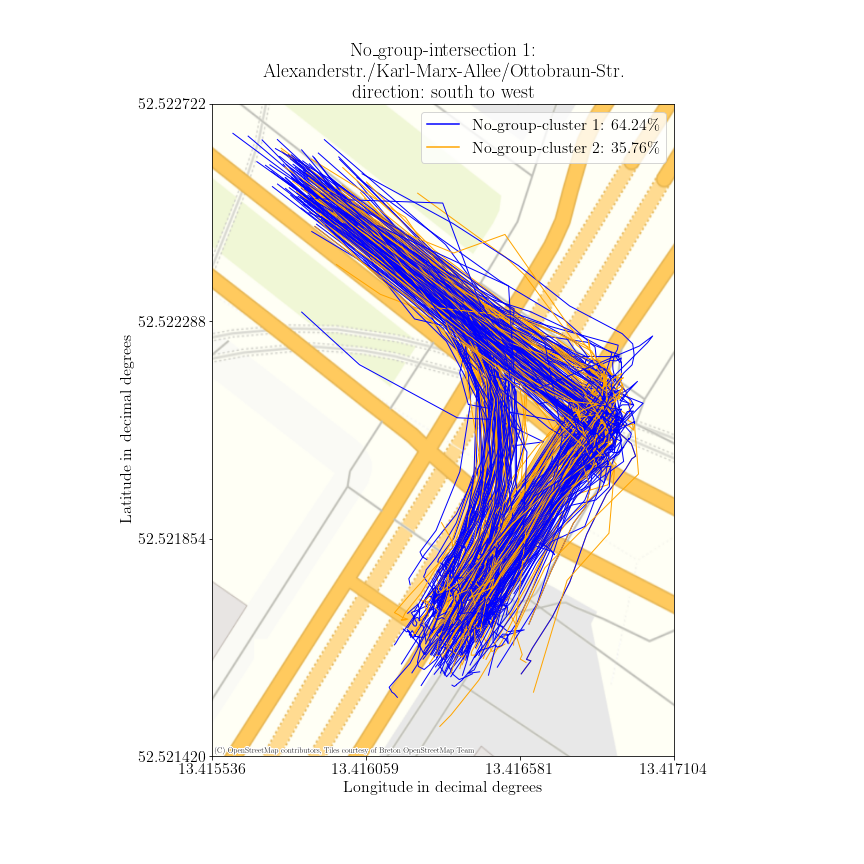 No_group-intersection 1:
Alexanderstr./Karl-Marx-Allee/Ottobraun-Str.
direction: south to west
No_group-cluster 1: 64.24%
No_group-cluster 2: 35.76%
52.522722
52.522288
52.521854
52.521420
Latitude in decimal degrees
(C) OpenStreetMap contributors, Tiles courtesy of Breton OpenStreetMap Team
13.415536
13.416059
13.416581
13.417104
Longitude in decimal degrees